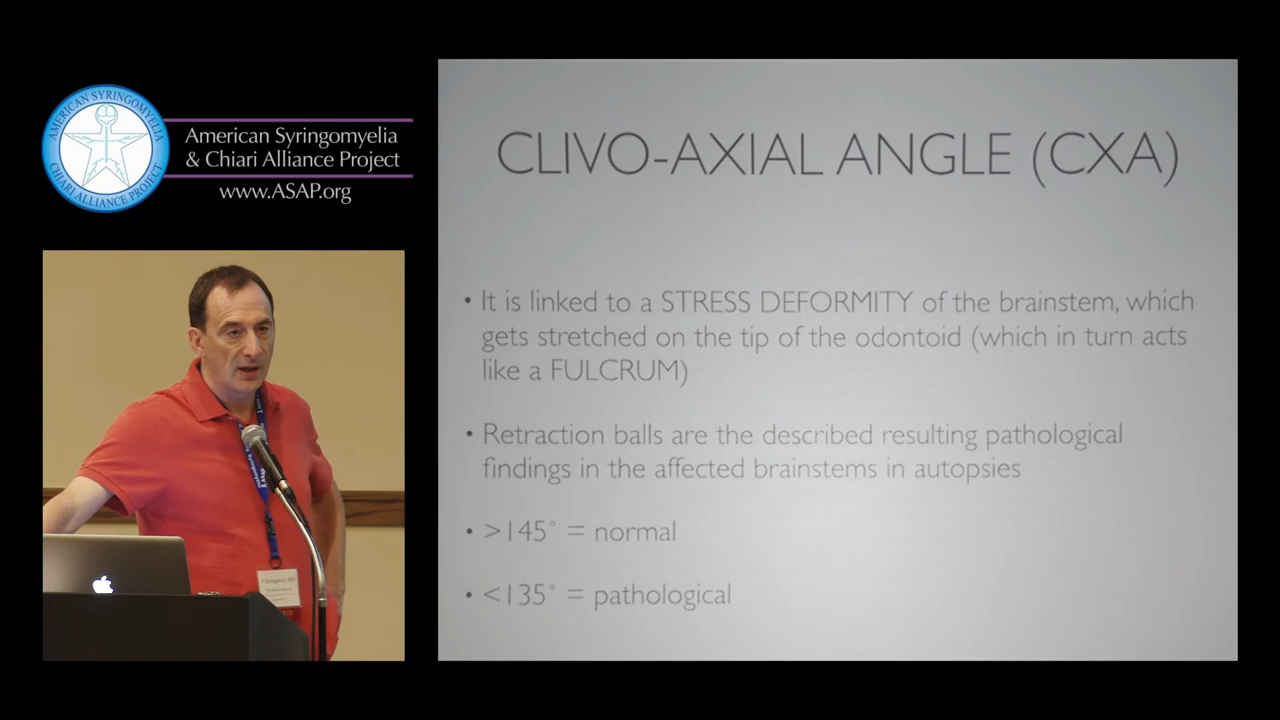 AMERICAN SYRINGOMYELIA
CHIARI ALLIANCE PROJECT
American Syringomyelia
& Chiari Alliance Project
www.ASAP.org
CLIVO-AXIAL ANGLE (CXA)
• It is linked to a STRESS DEFORMITY of the brainstem, which
gets stretched on the tip of the odontoid (which in turn acts
like a FULCRUM)
• Retraction balls are the described resulting pathological
findings in the affected brainstems in autopsies
• >145° = normal
• <135° = pathological